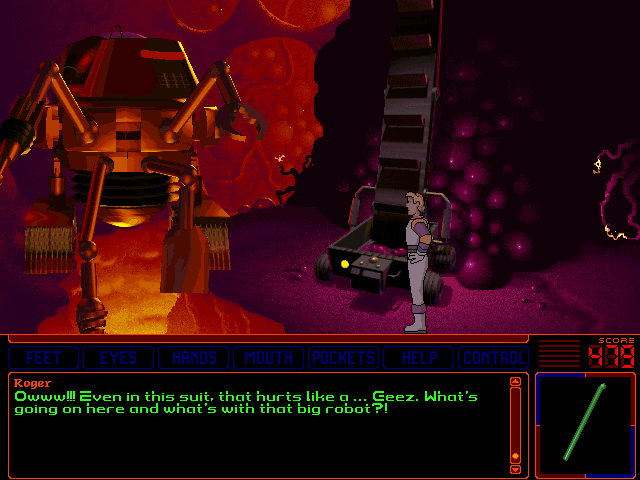 SCORE
479
FEET EYES HANDS MOUTH POCKETS HELP CONTROL
Roger
Owww!!! Even in this suit, that hurts like a ... Geez. What's
going on here and what's with that big robot?!